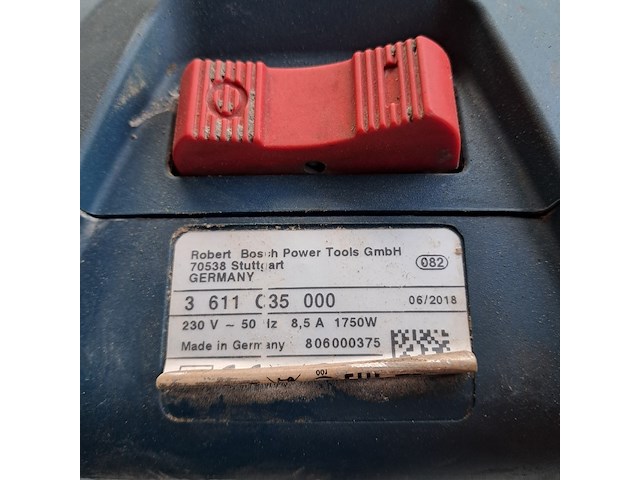 Robert Bosch Power Tools GmbH
70538 Stuttgart
GERMANY
082
3 611 C35 000
06/2018
230 V ~ 50 Hz 8,5 A 1750W
Made in Germany 806000375